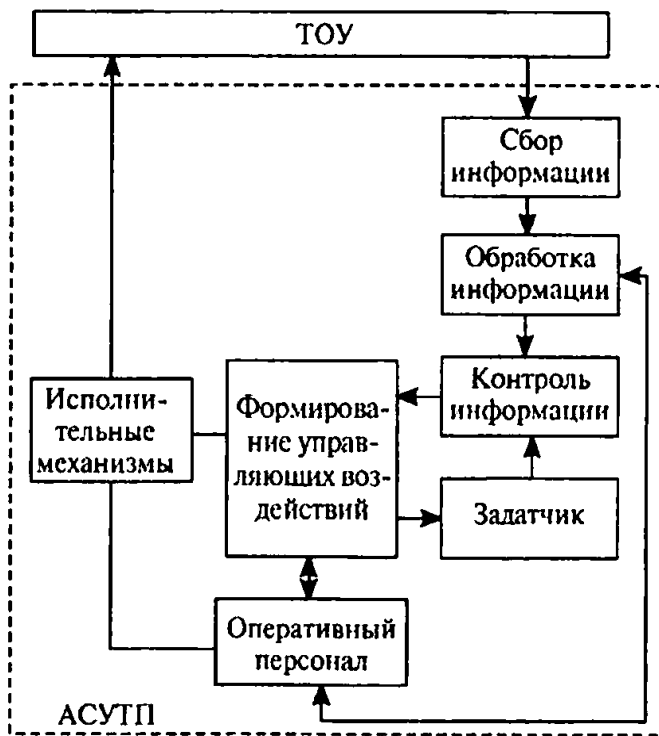 ТОУ
Сбор
информации
Обработка
информации
Контроль
информации
Исполни-
тельные
механизмы
Формирова-
ние управ-
ляющих воз-
действий
Задатчик
Оперативный
персонал
АСУТП